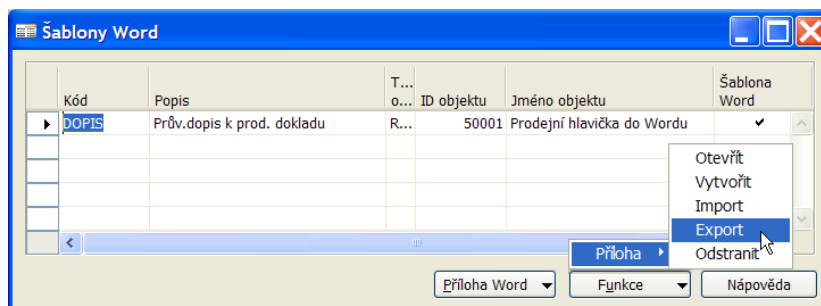 Šablony Word
Kód Popis T... o... ID objektu Jméno objektu Šablona Word
DOPIS Prův.dopis k prod. dokladu R... 50001 Prodejní hlavička do Wordu
Otevřít
Vytvořit
Import
Export
Příloha Odstranit
Příloha Word Funkce Nápověda